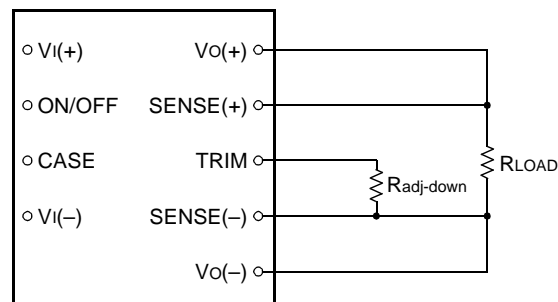 VI(+) VO(+)
ON/OFF SENSE(+)
CASE TRIM
Radj-down
RLOAD
VI(–) SENSE(–)
VO(–)